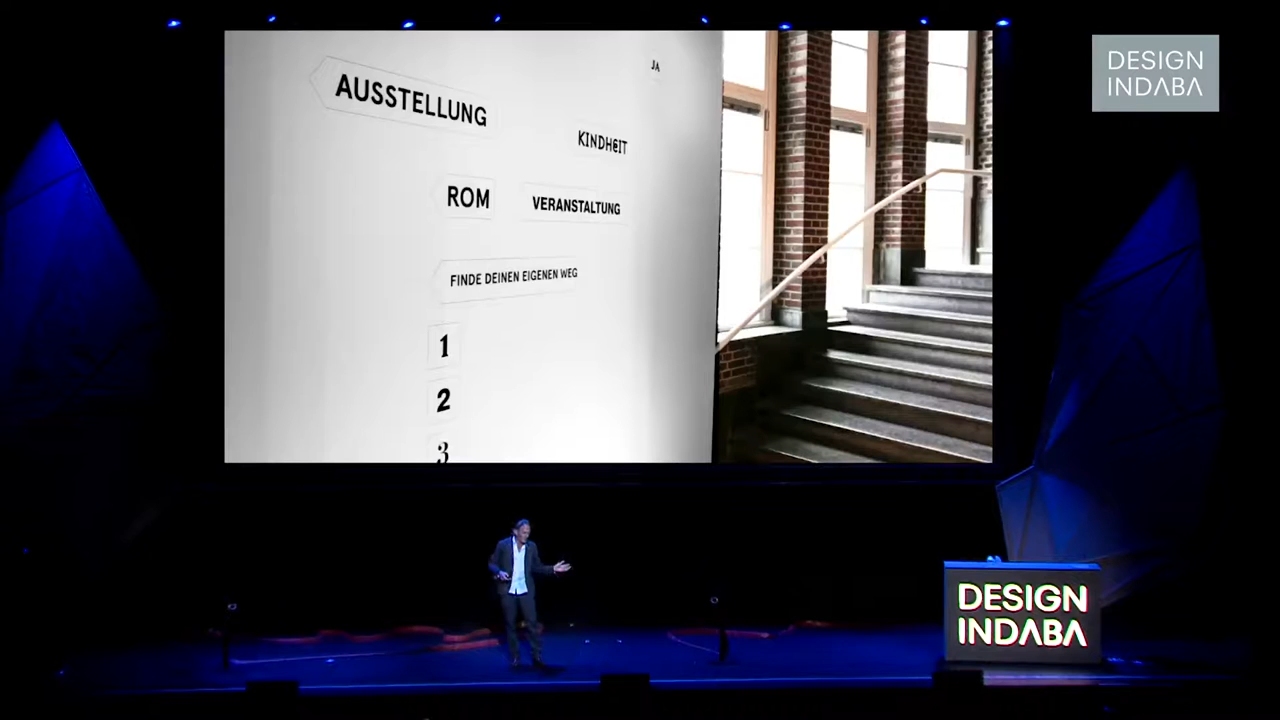 DESIGN
INDABA
JA
AUSSTELLUNG
KINDHEIT
ROM
VERANSTALTUNG
FINDE DEINEN EIGENEN WEG
1
2
3
DESIGN
INDABA